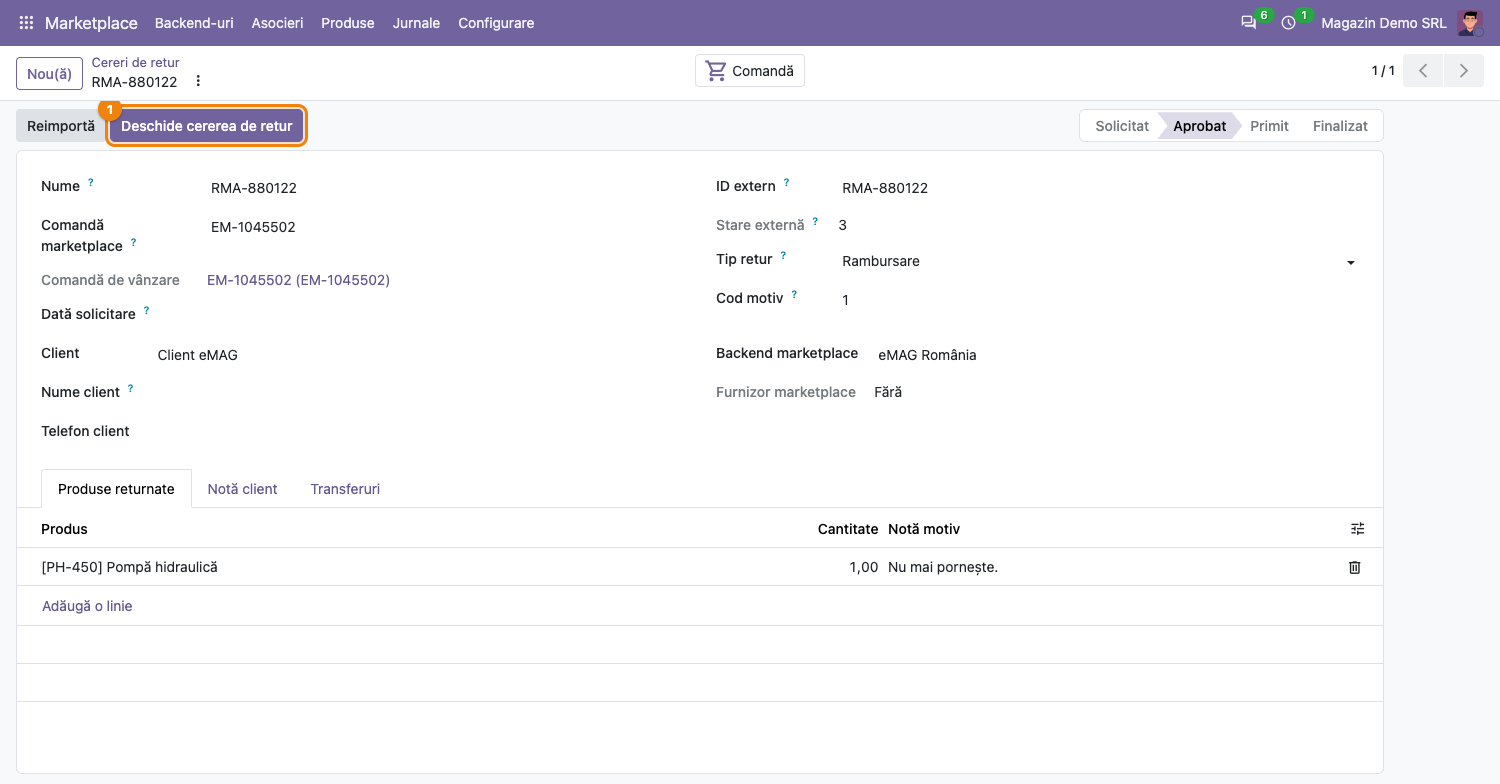 Marketplace Backend-uri Asocieri Produse Jurnale Configurare 6 1 Magazin Demo SRL
Nou(ă) Cereri de retur
RMA-880122
Comandă
1 / 1
1
Reimportă Deschide cererea de retur
Solicitat Aprobat Primit Finalizat
Nume ? RMA-880122
Comandă marketplace ? EM-1045502
Comandă de vânzare EM-1045502 (EM-1045502)
Dată solicitare ?
Client Client eMAG
Nume client ?
Telefon client
ID extern ? RMA-880122
Stare externă ? 3
Tip retur ? Rambursare
Cod motiv ? 1
Backend marketplace eMAG România
Furnizor marketplace Fără
Produse returnate Notă client Transferuri
Produs Cantitate Notă motiv
[PH-450] Pompă hidraulică 1,00 Nu mai pornește.
Adăugă o linie